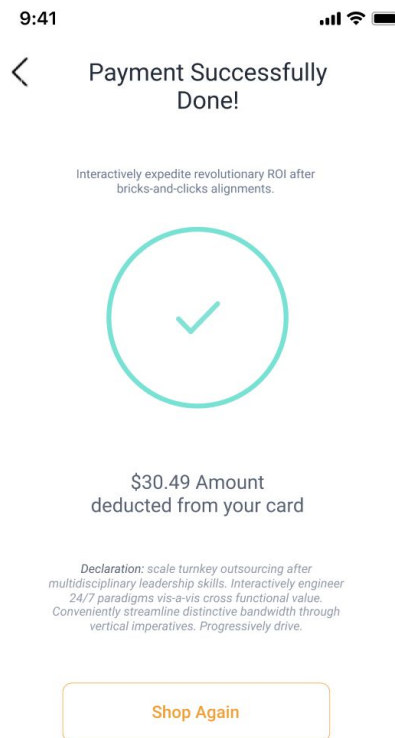 9:41
Payment Successfully
Done!
Interactively expedite revolutionary ROI after
bricks-and-clicks alignments.
$30.49 Amount
deducted from your card
Declaration: scale turnkey outsourcing after
multidisciplinary leadership skills. Interactively engineer
24/7 paradigms vis-a-vis cross functional value.
Conveniently streamline distinctive bandwidth through
vertical imperatives. Progressively drive.
Shop Again